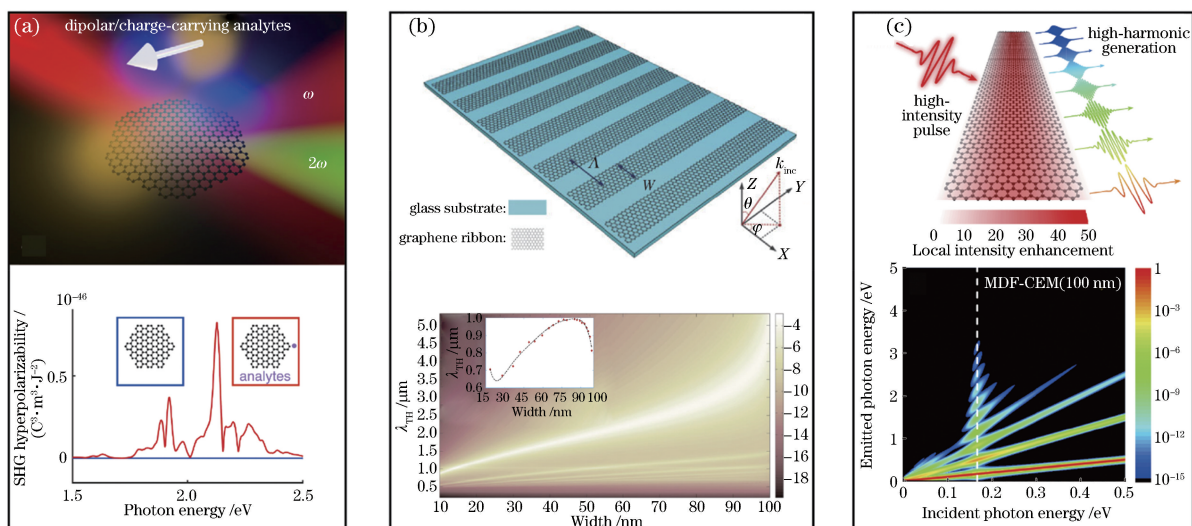 (a)
dipolar/charge-carrying analytes
ω
2ω
10⁻⁴⁶
SHG hyperpolarizability /
(C³·m³·J⁻²)
0.5
0
analytes
1.5
2.0
2.5
Photon energy /eV
(b)
Λ
W
glass substrate:
graphene ribbon:
Z
k_inc
Y
θ
φ
X
λ_TH /μm
5.0
4.5
4.0
3.5
3.0
2.5
2.0
1.5
1.0
0.5
λ_TH /μm
1.0
0.9
0.8
0.7
0.6
15 30 45 60 75 90 100
Width/nm
−4
−6
−8
−10
−12
−14
−16
−18
10 20 30 40 50 60 70 80 90 100
Width/nm
(c)
high-harmonic
generation
high-
intensity
pulse
0 10 20 30 40 50
Local intensity enhancement
Emitted photon energy /eV
5
4
3
2
1
0
MDF-CEM(100 nm)
1
10⁻³
10⁻⁶
10⁻⁹
10⁻¹²
10⁻¹⁵
0 0.1 0.2 0.3 0.4 0.5
Incident photon energy /eV